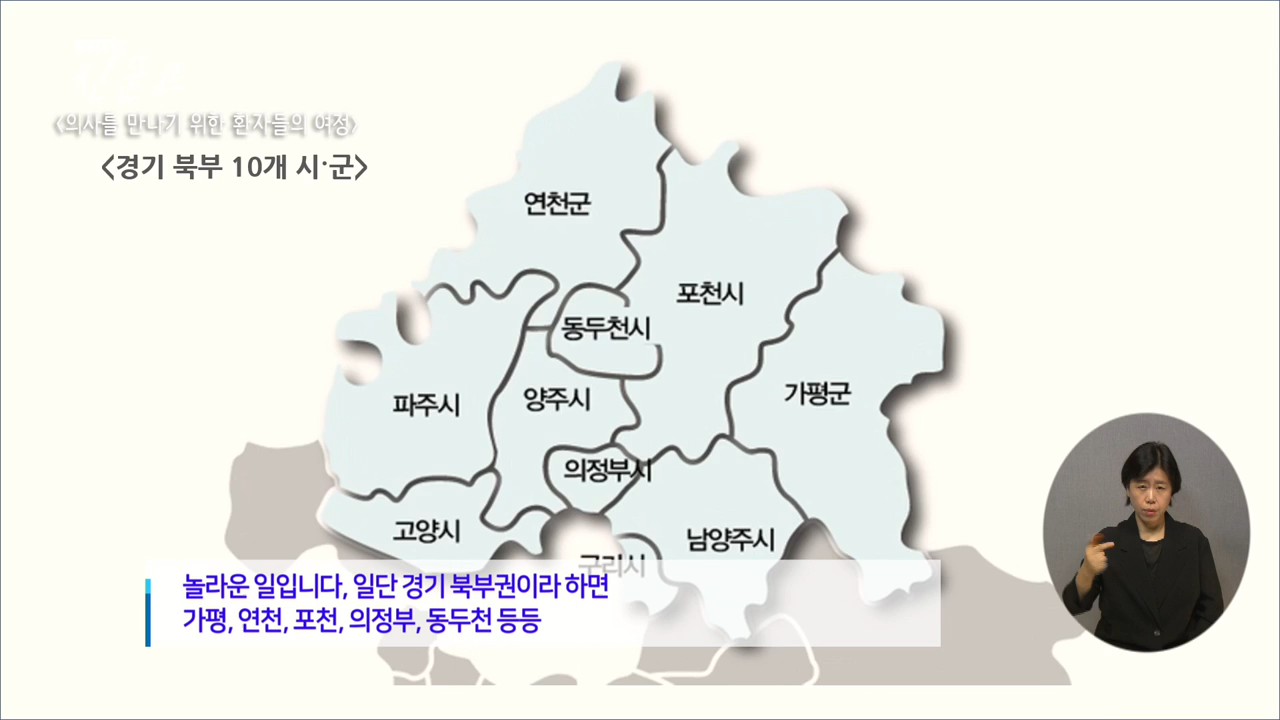 <의사를 만나기 위한 환자들의 여정>
<경기 북부 10개 시·군>
연천군
포천시
동두천시
가평군
양주시
파주시
의정부시
고양시
남양주시
구리시
놀라운 일입니다, 일단 경기 북부권이라 하면
가평, 연천, 포천, 의정부, 동두천 등등